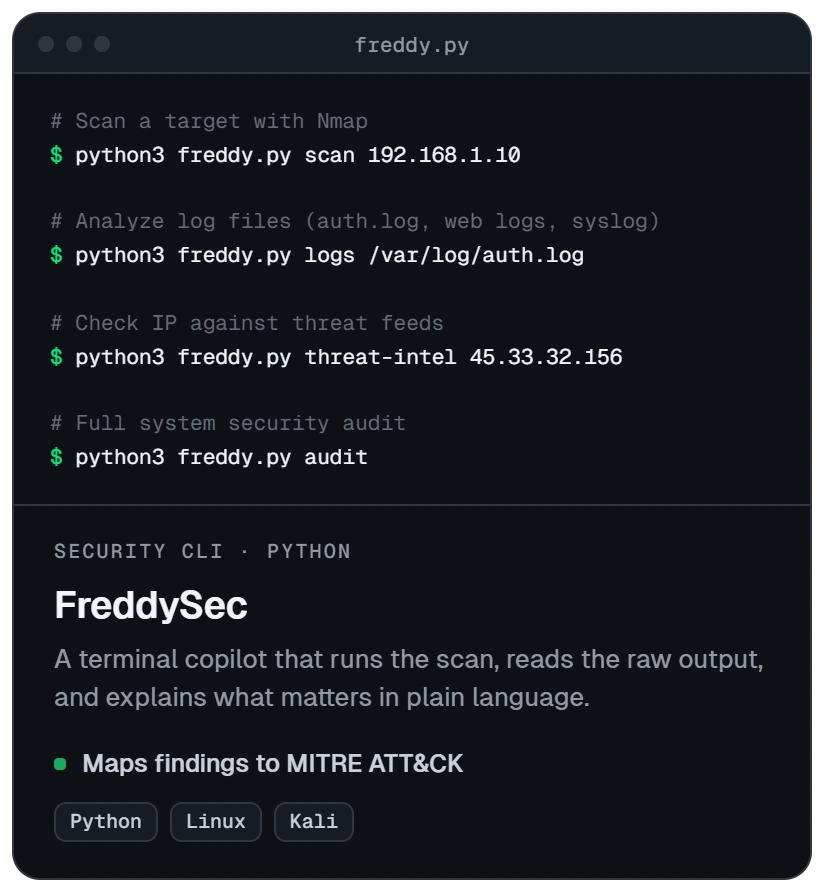 freddy.py
# Scan a target with Nmap
$ python3 freddy.py scan 192.168.1.10
# Analyze log files (auth.log, web logs, syslog)
$ python3 freddy.py logs /var/log/auth.log
# Check IP against threat feeds
$ python3 freddy.py threat-intel 45.33.32.156
# Full system security audit
$ python3 freddy.py audit
SECURITY CLI · PYTHON
FreddySec
A terminal copilot that runs the scan, reads the raw output,
and explains what matters in plain language.
Maps findings to MITRE ATT&CK
Python Linux Kali